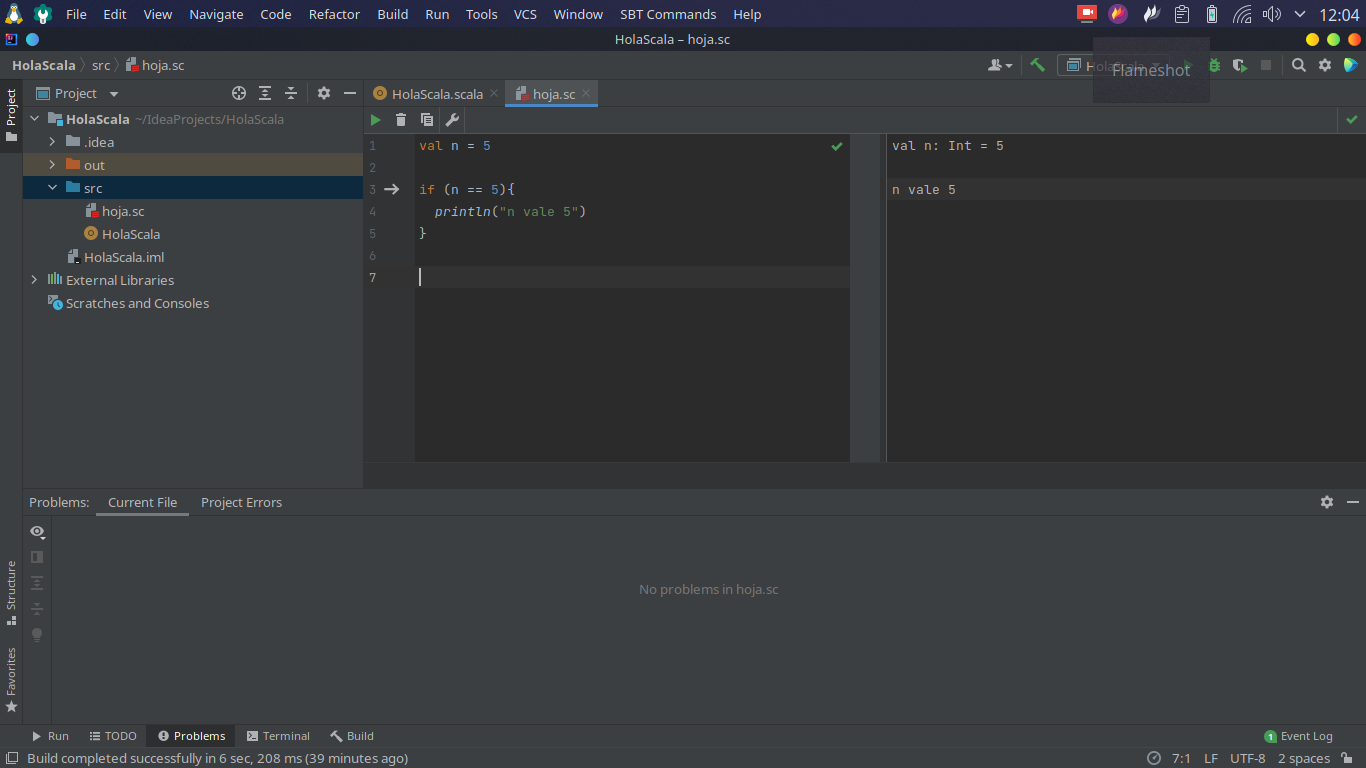 File Edit View Navigate Code Refactor Build Run Tools VCS Window SBT Commands Help 12:04
HolaScala – hoja.sc
HolaScala src hoja.sc
Flameshot
Project
Project
HolaScala.scala hoja.sc
HolaScala ~/IdeaProjects/HolaScala
.idea
out
src
hoja.sc
HolaScala
HolaScala.iml
External Libraries
Scratches and Consoles
1 val n = 5
2
3 if (n == 5){
4 println("n vale 5")
5 }
6
7
val n: Int = 5
n vale 5
Problems: Current File Project Errors
No problems in hoja.sc
Structure
Favorites
Run TODO Problems Terminal Build 1 Event Log
Build completed successfully in 6 sec, 208 ms (39 minutes ago) 7:1 LF UTF-8 2 spaces